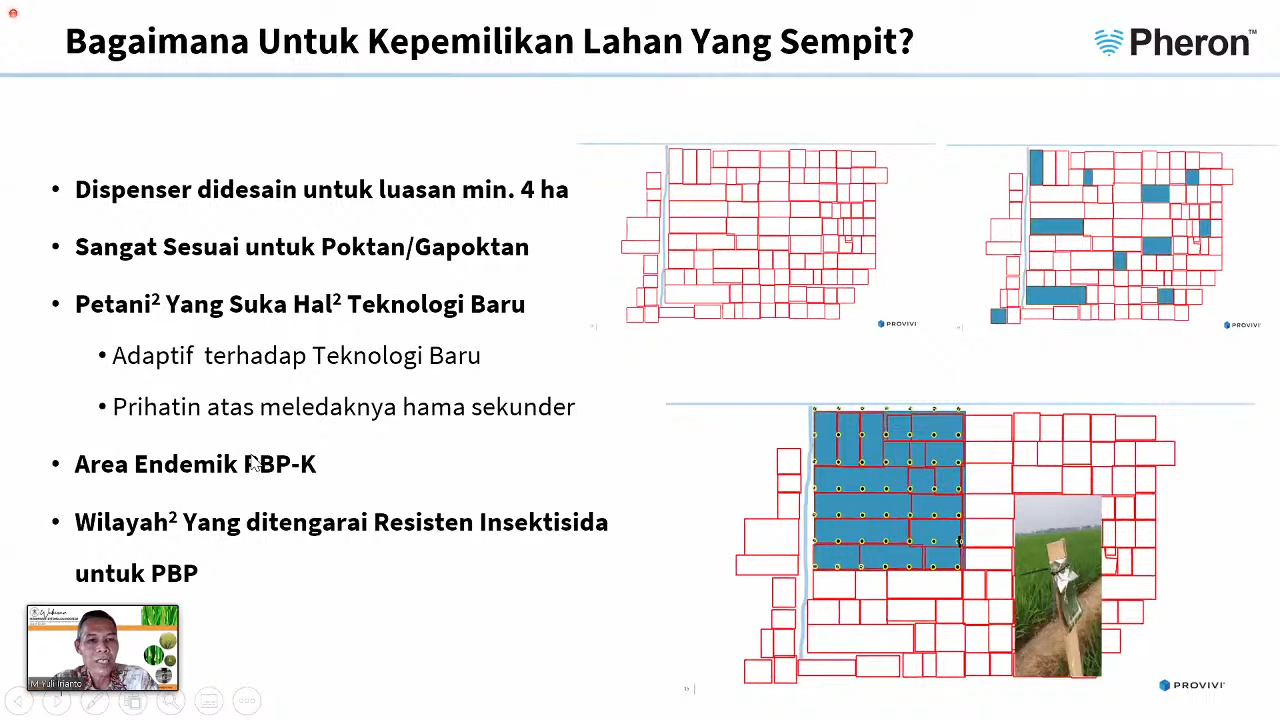 Bagaimana Untuk Kepemilikan Lahan Yang Sempit?
Pheron™
• Dispenser didesain untuk luasan min. 4 ha
• Sangat Sesuai untuk Poktan/Gapoktan
• Petani² Yang Suka Hal² Teknologi Baru
• Adaptif terhadap Teknologi Baru
• Prihatin atas meledaknya hama sekunder
• Area Endemik PBP-K
• Wilayah² Yang ditengarai Resisten Insektisida
untuk PBP
PROVIVI
PROVIVI
PROVIVI
M Yuli Irianto